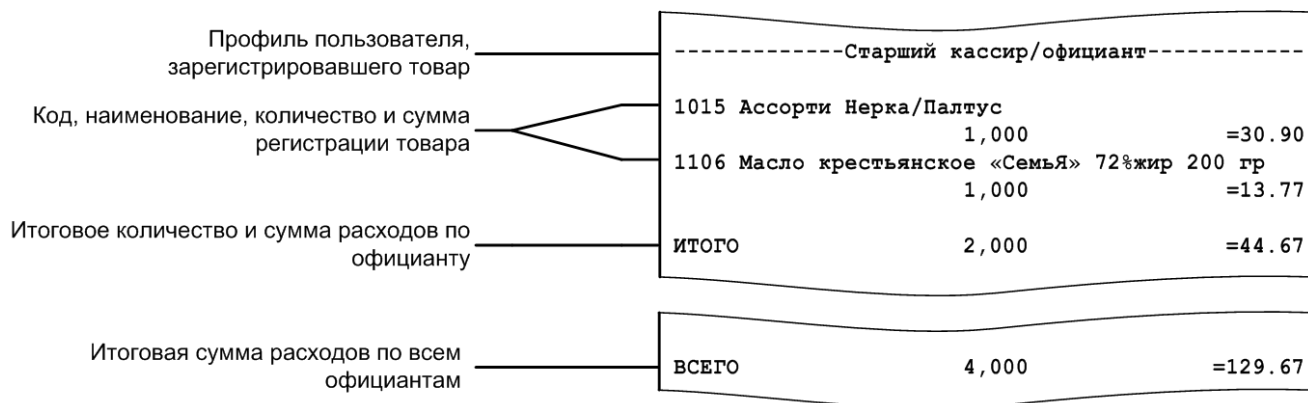 Профиль пользователя,
зарегистрировавшего товар
Код, наименование, количество и сумма
регистрации товара
Итоговое количество и сумма расходов по
официанту
Итоговая сумма расходов по всем
официантам
-------------Старший кассир/официант------------
1015 Ассорти Нерка/Палтус
1,000 =30.90
1106 Масло крестьянское «СемьЯ» 72%жир 200 гр
1,000 =13.77
ИТОГО 2,000 =44.67
ВСЕГО 4,000 =129.67